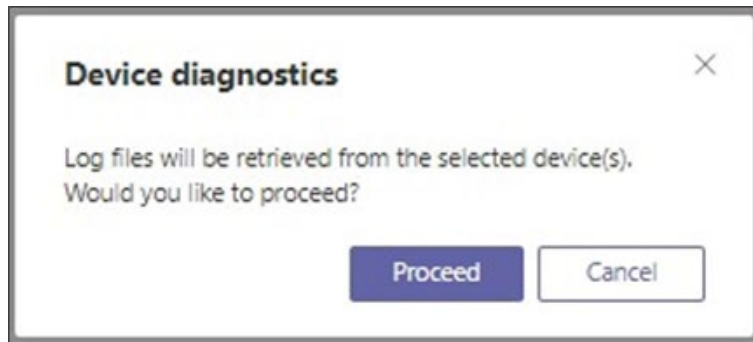 Device diagnostics
Log files will be retrieved from the selected device(s).
Would you like to proceed?
Proceed
Cancel